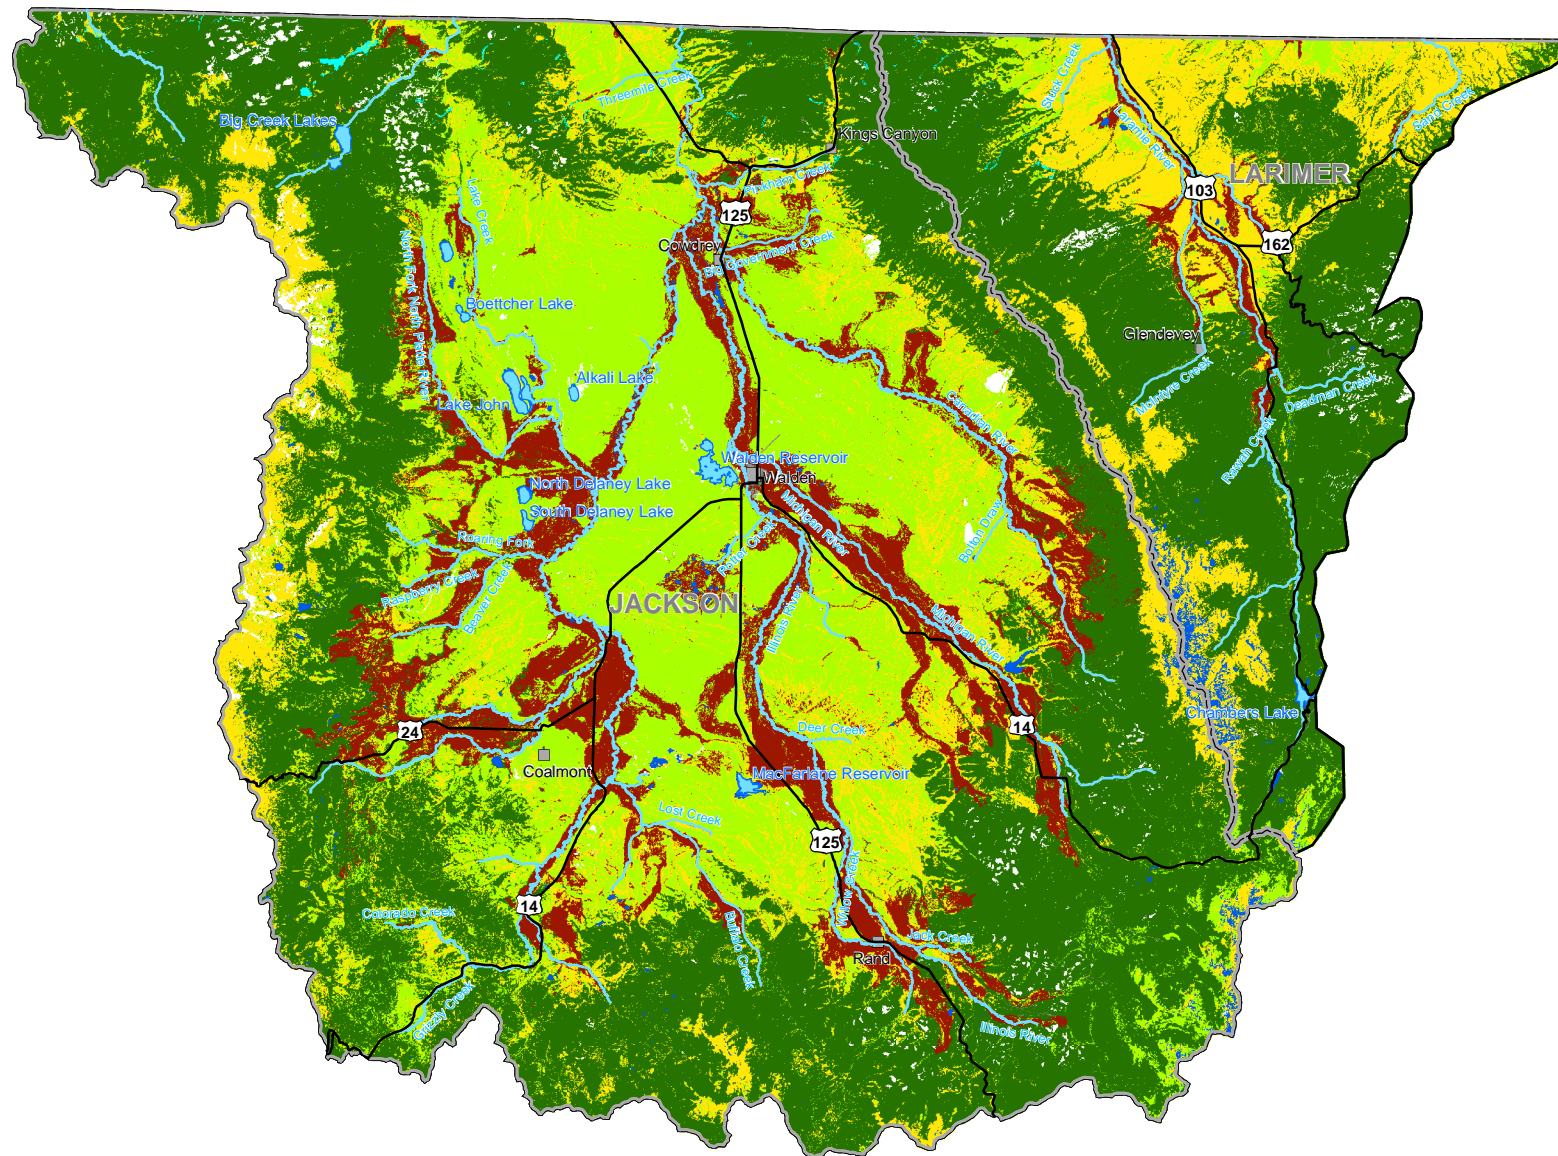 Threemile Creek
Stuck Creek
Sand Creek
Big Creek Lakes
Laramie River
Kings Canyon
LARIMER
Pinkham Creek
103
Lake Creek
125
162
Cowdrey
Big Government Creek
North Fork North Platte River
Boettcher Lake
Glendevey
McIntyre Creek
Alkali Lake
Deadman Creek
Lake John
Canadian River
Rawah Creek
Walden Reservoir
Walden
North Delaney Lake
South Delaney Lake
Michigan River
Bolton Draw
Roaring Fork
Potter Creek
Raspberry Creek
Beaver Creek
JACKSON
Illinois River
Michigan River
Chambers Lake
24
Deer Creek
14
Coalmont
MacFarlane Reservoir
Lost Creek
125
Willow Creek
14
Colorado Creek
Buffalo Creek
Jack Creek
Rand
Grizzly Creek
Illinois River